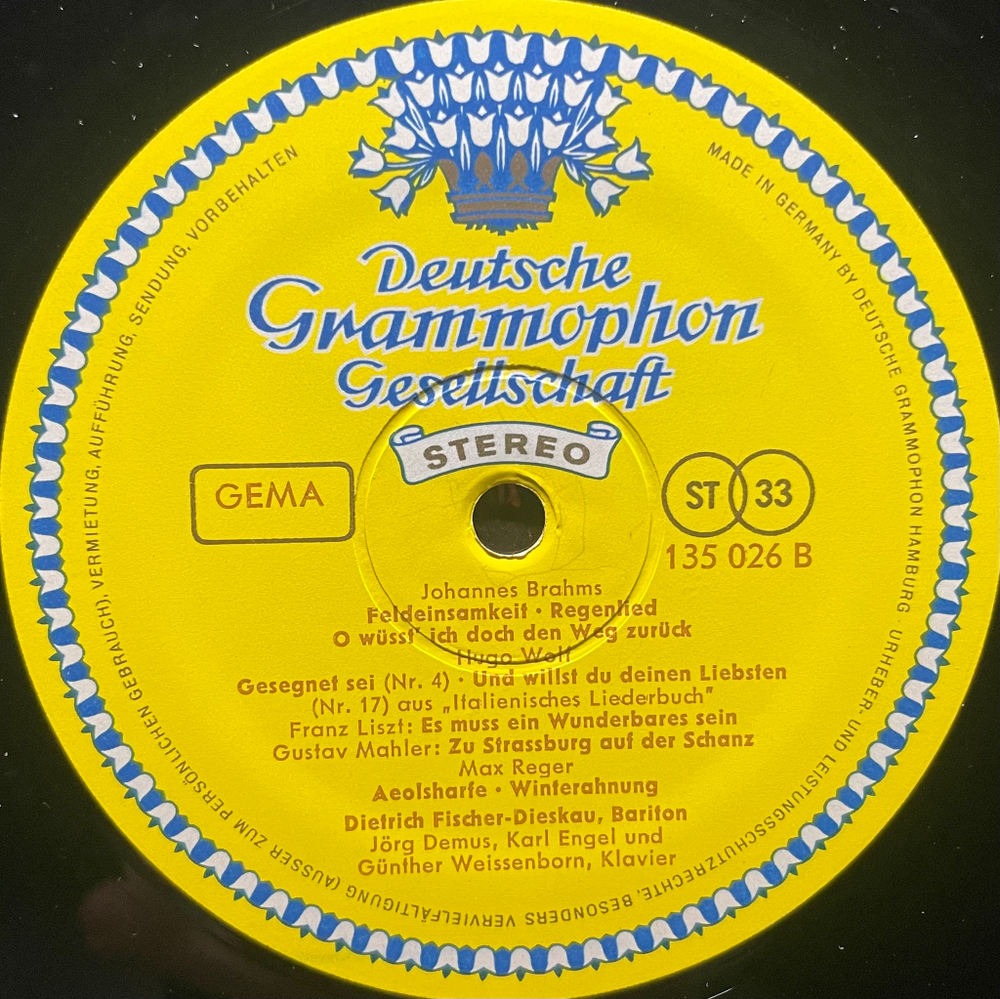 Deutsche
Grammophon
Gesellschaft
STEREO
GEMA
ST 33
135 026 B
Johannes Brahms
Feldeinsamkeit · Regenlied
O wüsst' ich doch den Weg zurück
Hugo Wolf
Gesegnet sei (Nr. 4) · Und willst du deinen Liebsten
(Nr. 17) aus „Italienisches Liederbuch"
Franz Liszt: Es muss ein Wunderbares sein
Gustav Mahler: Zu Strassburg auf der Schanz
Max Reger
Aeolsharfe · Winterahnung
Dietrich Fischer-Dieskau, Bariton
Jörg Demus, Karl Engel und
Günther Weissenborn, Klavier
MADE IN GERMANY BY DEUTSCHE GRAMMOPHON HAMBURG · URHEBER- UND LEISTUNGSSCHUTZRECHTE, BESONDERS VERVIELFÄLTIGUNG (AUSSER ZUM PERSÖNLICHEN GEBRAUCH), VERMIETUNG, AUFFÜHRUNG, SENDUNG, VORBEHALTEN